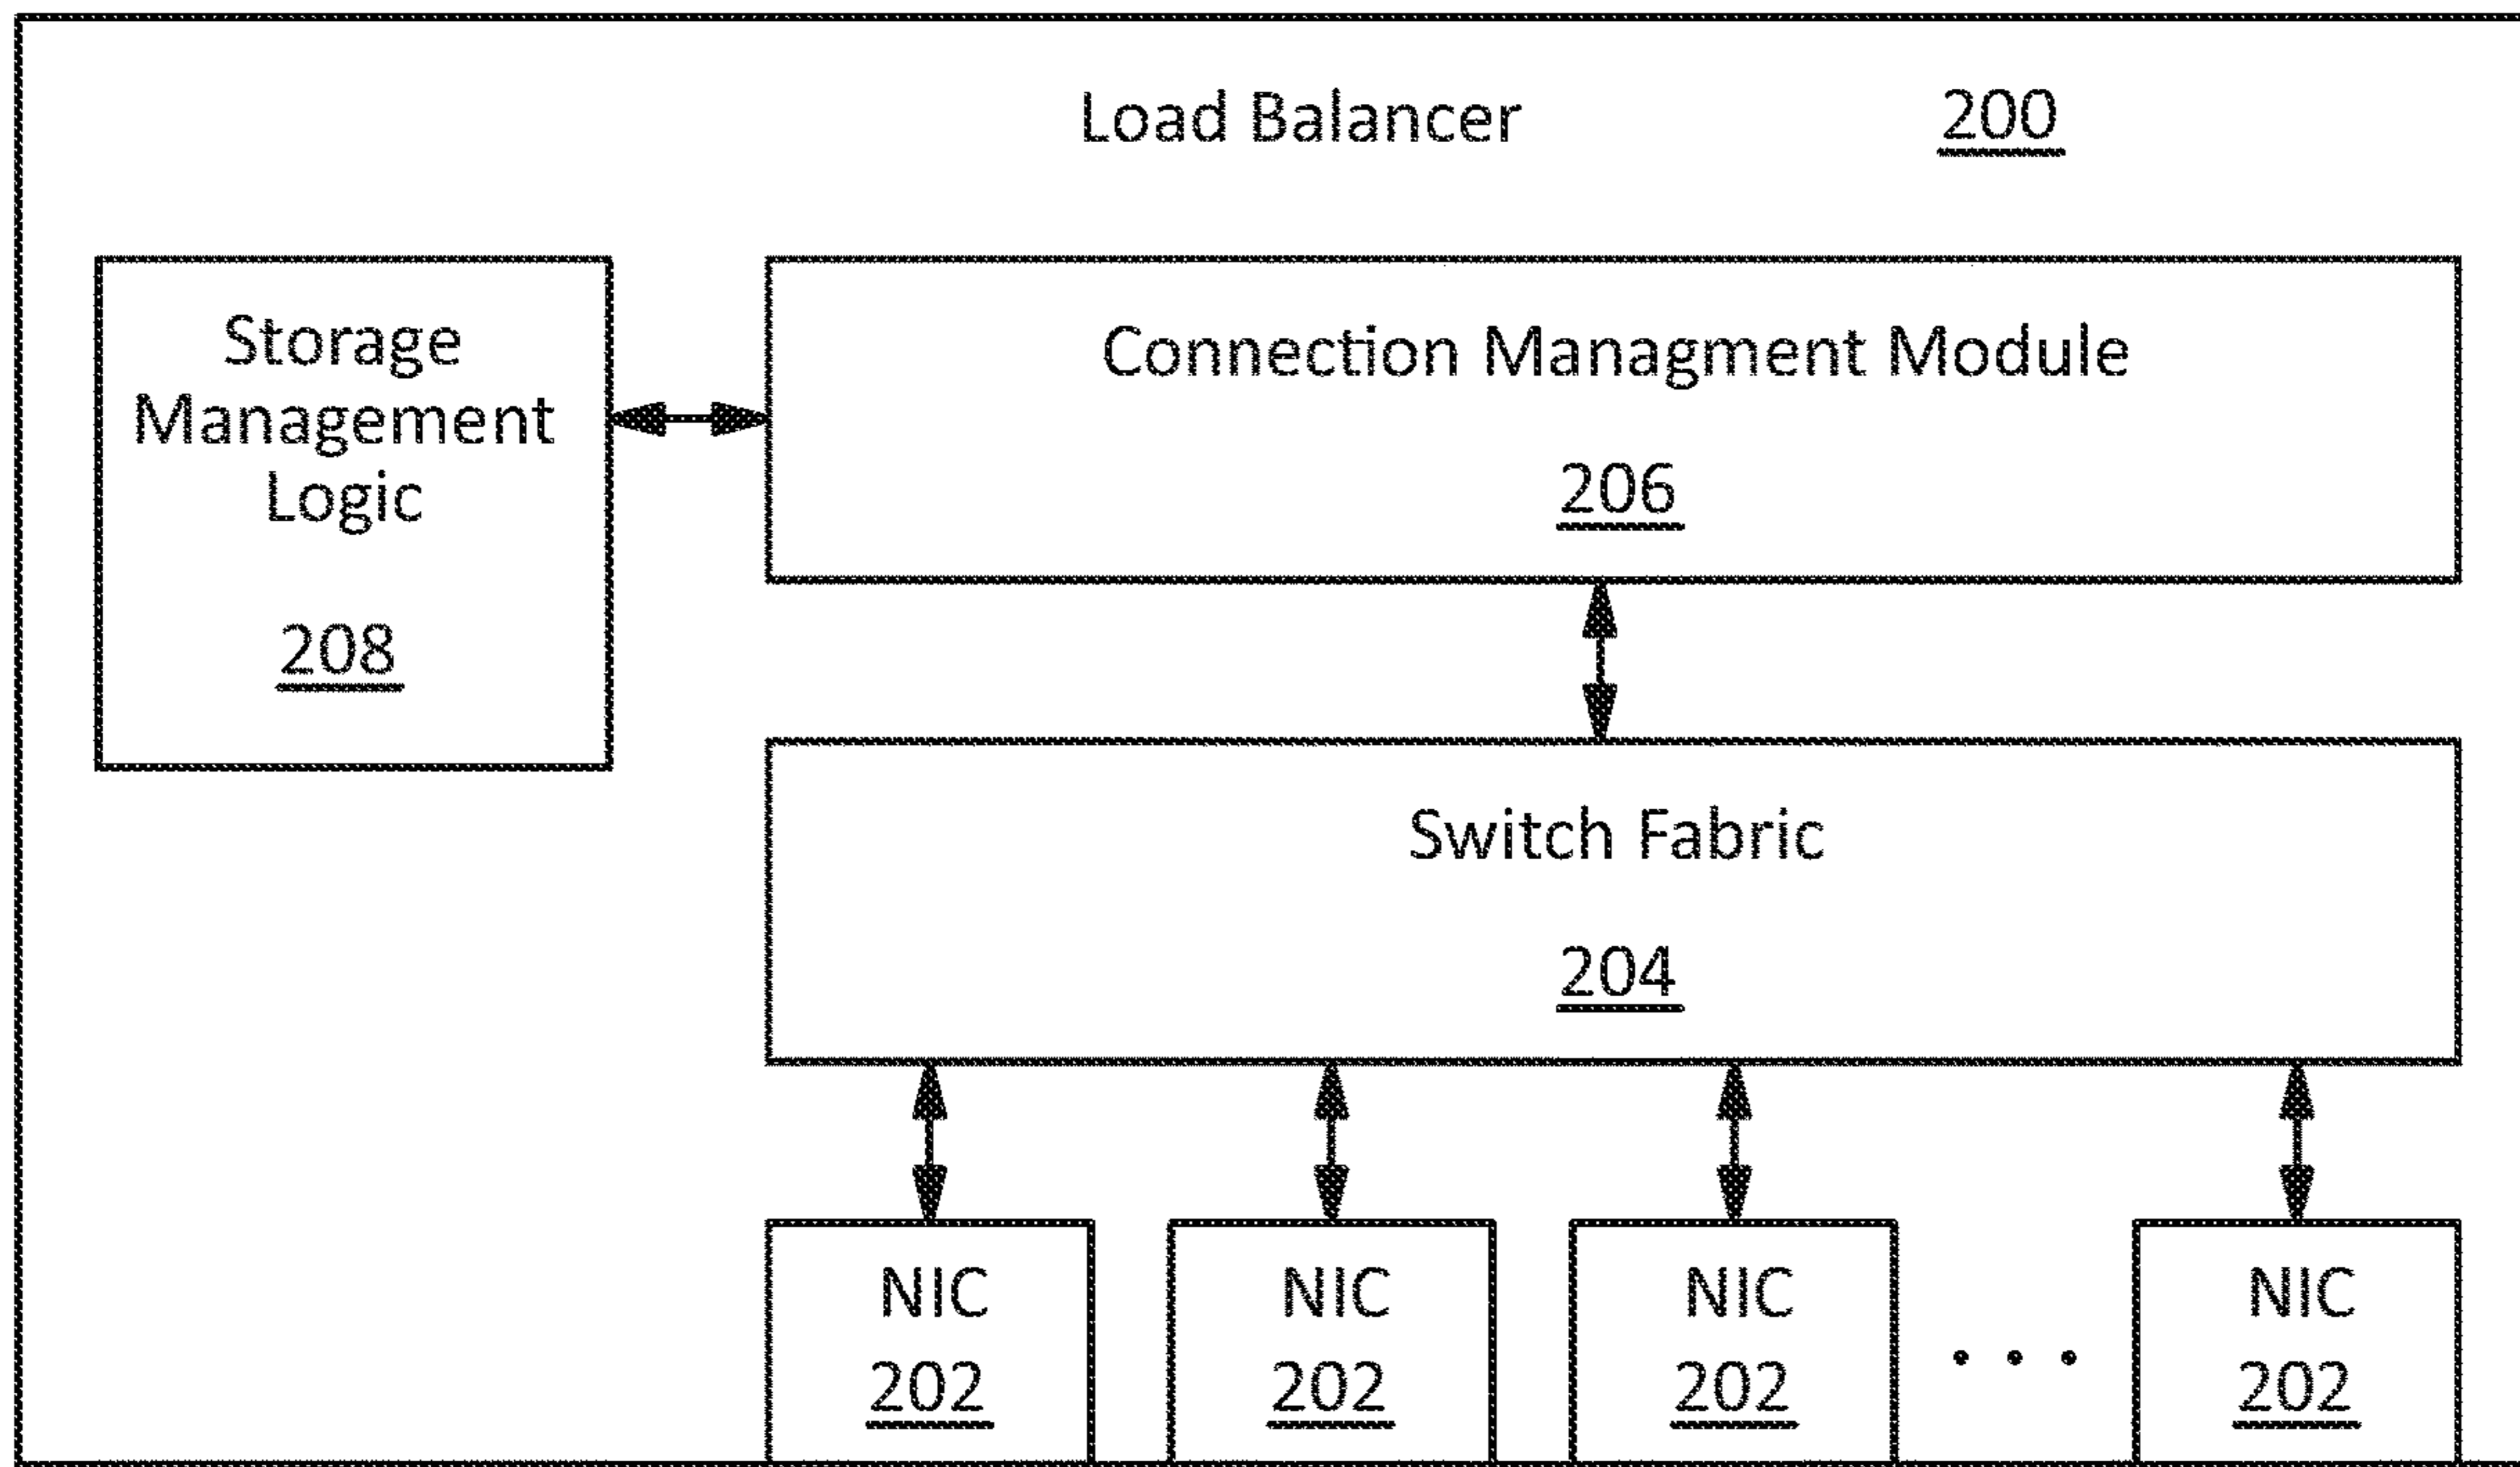 Load Balancer 200
Storage
Management
Logic
208
Connection Managment Module
206
Switch Fabric
204
NIC
202
NIC
202
NIC
202
• • •
NIC
202